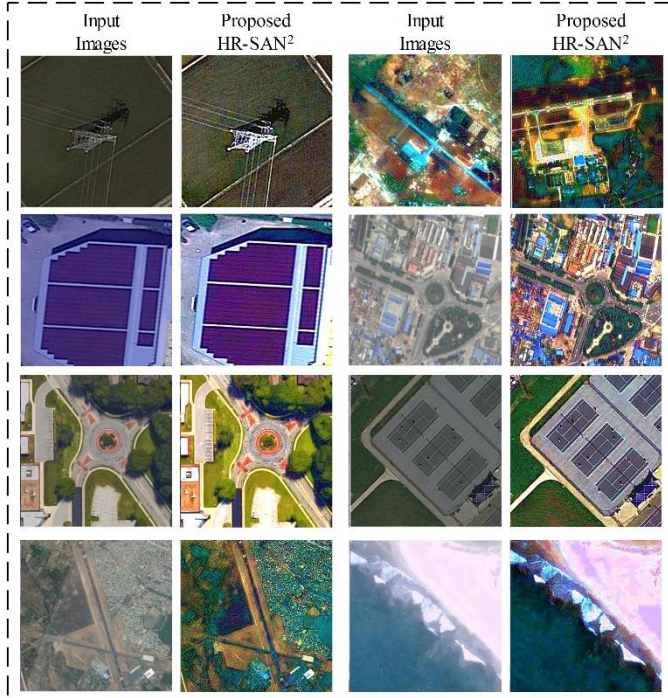 Input
Images
Proposed
HR-SAN²
Input
Images
Proposed
HR-SAN²